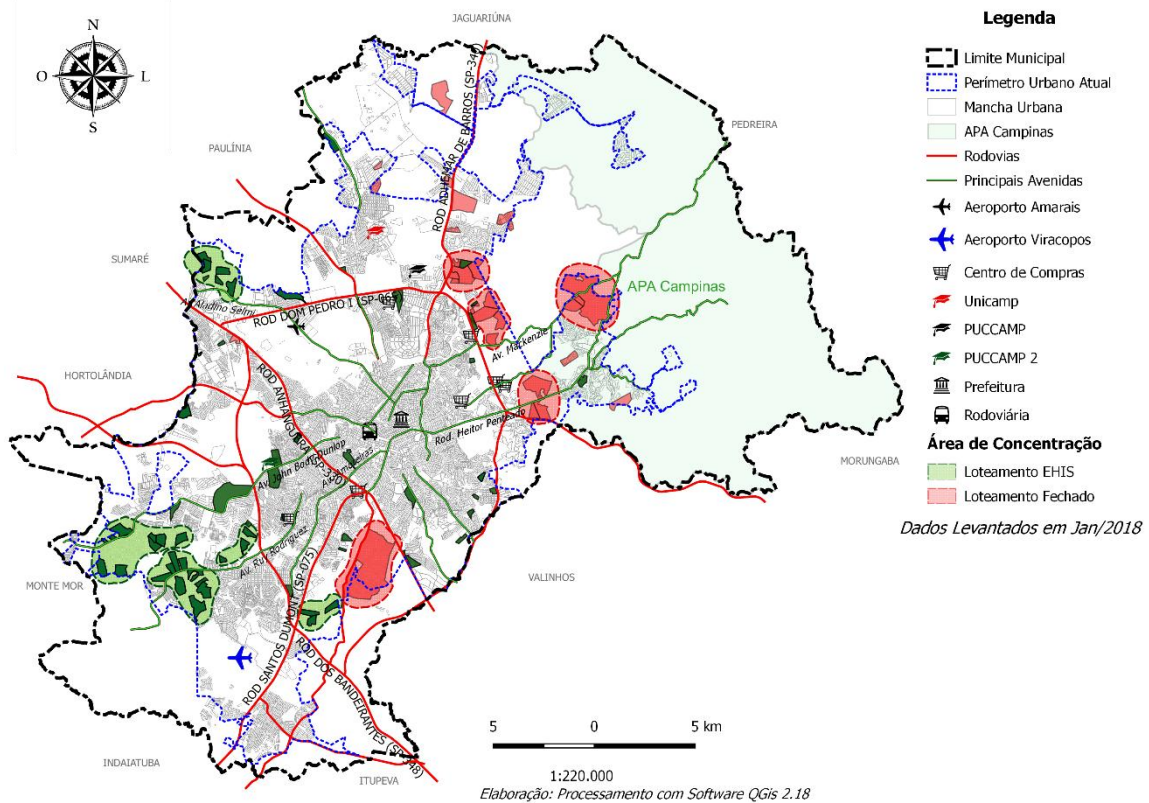 JAGUARIÚNA
N
O
L
S
PAULÍNIA
PEDREIRA
ROD ADHEMAR DE BARROS (SP-340)
SUMARÉ
APA Campinas
ROD DOM PEDRO I (SP-065)
Av. Mackenzie
HORTOLÂNDIA
ROD ANHANGUERA (SP-330)
Rod. Heitor Penteado
Av. John Boyd Dunlop
MORUNGABA
Av. Ruy Rodriguez
MONTE MOR
VALINHOS
ROD SANTOS DUMONT (SP-075)
ROD DOS BANDEIRANTES (SP-348)
INDAIATUBA
ITUPEVA
5 0 5 km
1:220.000
Elaboração: Processamento com Software QGis 2.18
Legenda
Limite Municipal
Perímetro Urbano Atual
Mancha Urbana
APA Campinas
Rodovias
Principais Avenidas
Aeroporto Amarais
Aeroporto Viracopos
Centro de Compras
Unicamp
PUCCAMP
PUCCAMP 2
Prefeitura
Rodoviária
Área de Concentração
Loteamento EHIS
Loteamento Fechado
Dados Levantados em Jan/2018